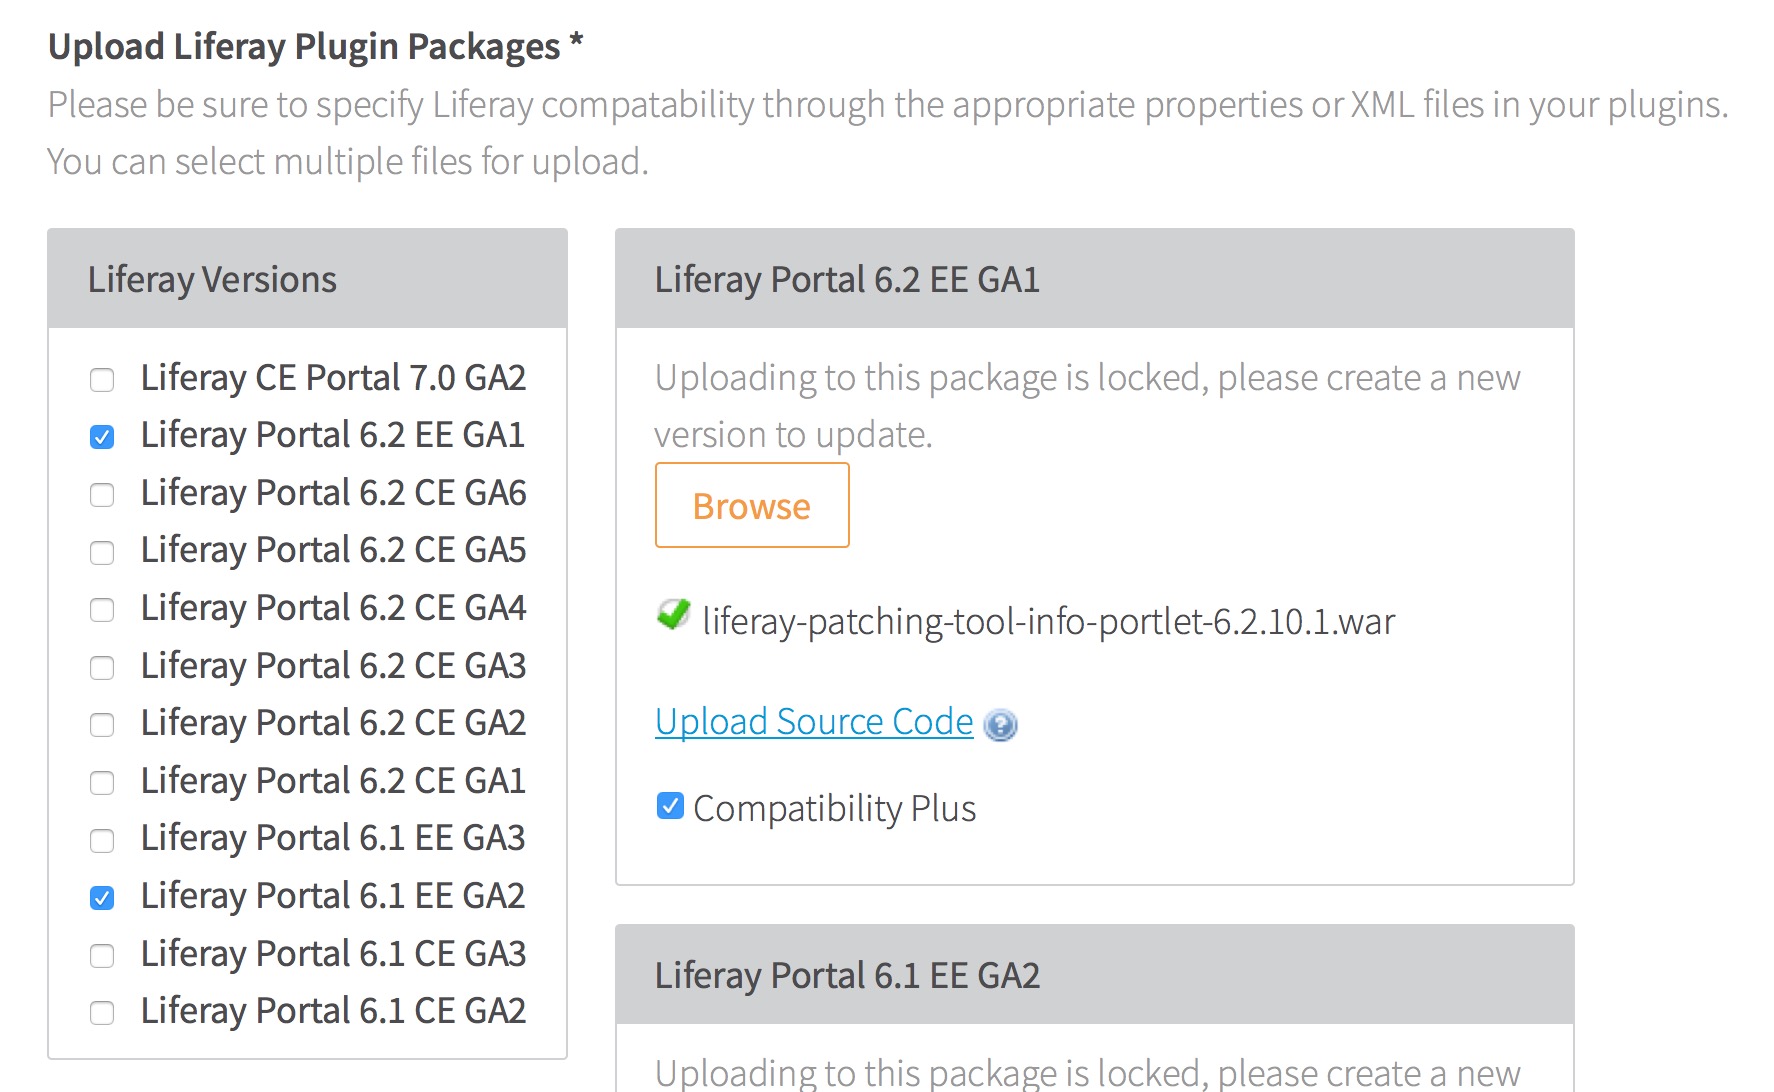 Upload Liferay Plugin Packages *
Please be sure to specify Liferay compatability through the appropriate properties or XML files in your plugins.
You can select multiple files for upload.
Liferay Versions
Liferay CE Portal 7.0 GA2
Liferay Portal 6.2 EE GA1
Liferay Portal 6.2 CE GA6
Liferay Portal 6.2 CE GA5
Liferay Portal 6.2 CE GA4
Liferay Portal 6.2 CE GA3
Liferay Portal 6.2 CE GA2
Liferay Portal 6.2 CE GA1
Liferay Portal 6.1 EE GA3
Liferay Portal 6.1 EE GA2
Liferay Portal 6.1 CE GA3
Liferay Portal 6.1 CE GA2
Liferay Portal 6.2 EE GA1
Uploading to this package is locked, please create a new
version to update.
Browse
liferay-patching-tool-info-portlet-6.2.10.1.war
Upload Source Code ?
Compatibility Plus
Liferay Portal 6.1 EE GA2
Uploading to this package is locked, please create a new